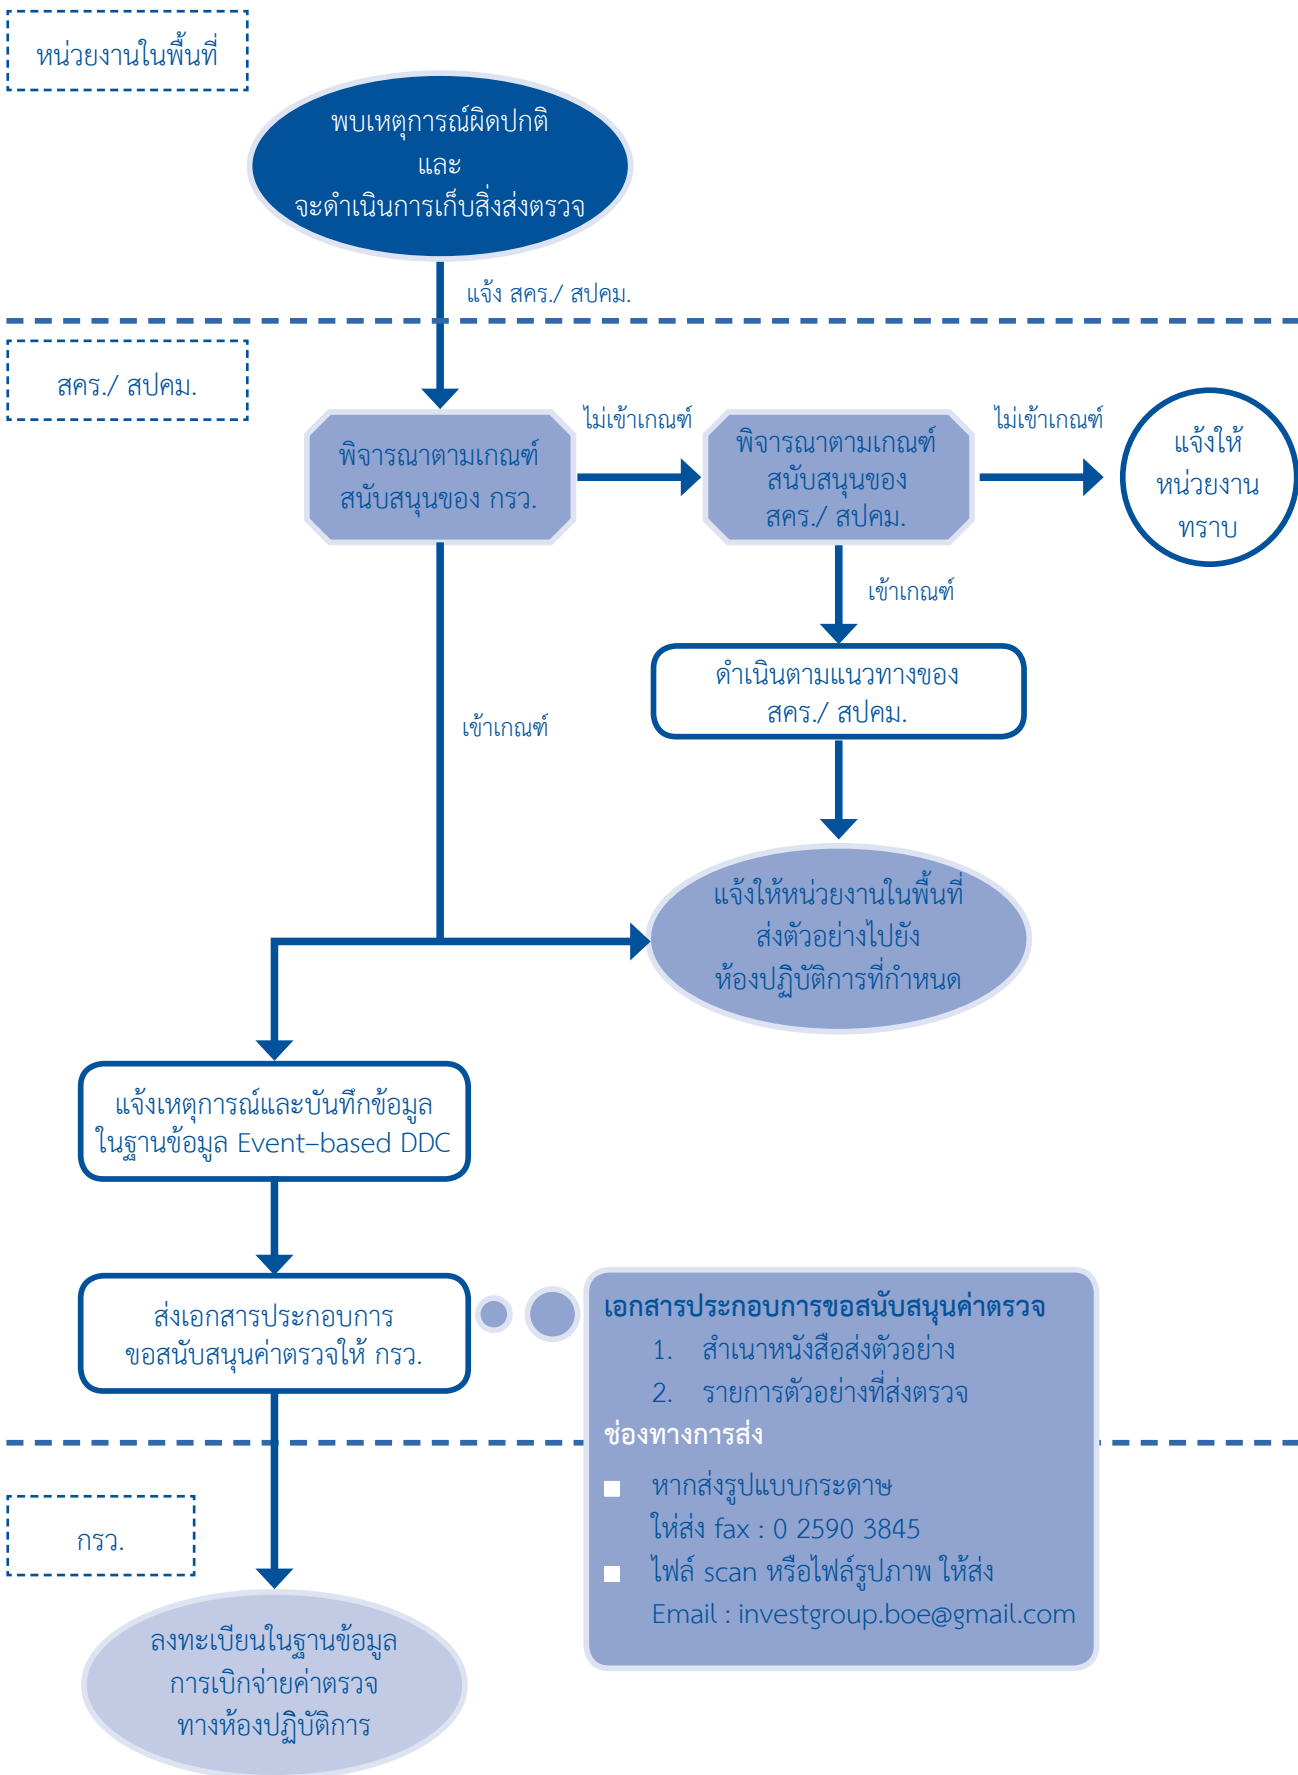 หน่วยงานในพื้นที่
พบเหตุการณ์ผิดปกติ
และ
จะดำเนินการเก็บสิ่งส่งตรวจ
แจ้ง สคร./ สปคม.
สคร./ สปคม.
พิจารณาตามเกณฑ์
สนับสนุนของ กรว.
ไม่เข้าเกณฑ์
พิจารณาตามเกณฑ์
สนับสนุนของ
สคร./ สปคม.
ไม่เข้าเกณฑ์
แจ้งให้
หน่วยงาน
ทราบ
เข้าเกณฑ์
ดำเนินตามแนวทางของ
สคร./ สปคม.
เข้าเกณฑ์
แจ้งให้หน่วยงานในพื้นที่
ส่งตัวอย่างไปยัง
ห้องปฏิบัติการที่กำหนด
แจ้งเหตุการณ์และบันทึกข้อมูล
ในฐานข้อมูล Event–based DDC
ส่งเอกสารประกอบการ
ขอสนับสนุนค่าตรวจให้ กรว.
เอกสารประกอบการขอสนับสนุนค่าตรวจ
1. สำเนาหนังสือส่งตัวอย่าง
2. รายการตัวอย่างที่ส่งตรวจ
ช่องทางการส่ง
หากส่งรูปแบบกระดาษ
ให่ส่ง fax : 0 2590 3845
ไฟล์ scan หรือไฟล์รูปภาพ ให้ส่ง
Email : investgroup.boe@gmail.com
กรว.
ลงทะเบียนในฐานข้อมูล
การเบิกจ่ายค่าตรวจ
ทางห้องปฏิบัติการ